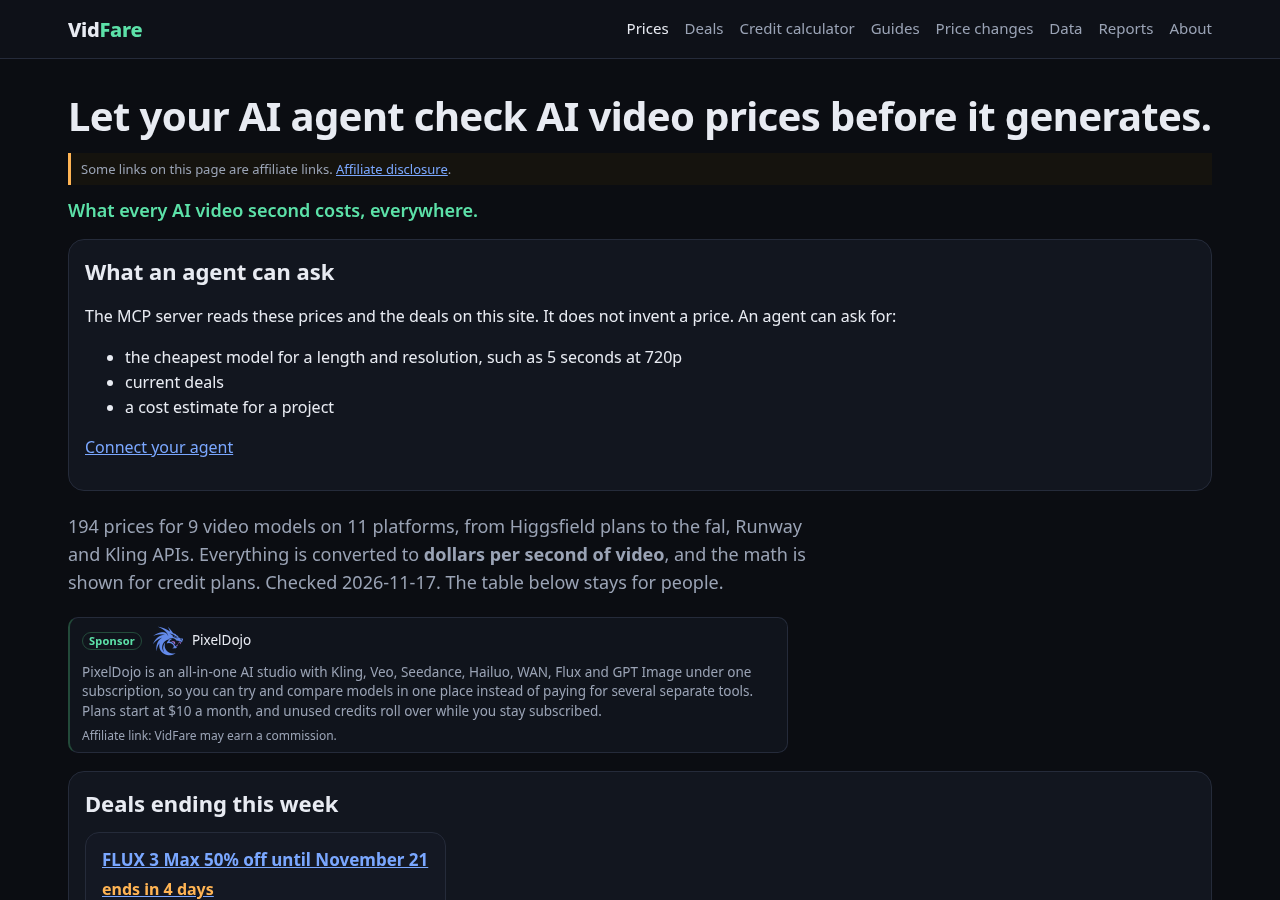 VidFare
Prices Deals Credit calculator Guides Price changes Data Reports About
Let your AI agent check AI video prices before it generates.
Some links on this page are affiliate links. Affiliate disclosure.
What every AI video second costs, everywhere.
What an agent can ask
The MCP server reads these prices and the deals on this site. It does not invent a price. An agent can ask for:
• the cheapest model for a length and resolution, such as 5 seconds at 720p
• current deals
• a cost estimate for a project
Connect your agent
194 prices for 9 video models on 11 platforms, from Higgsfield plans to the fal, Runway
and Kling APIs. Everything is converted to dollars per second of video, and the math is
shown for credit plans. Checked 2026-11-17. The table below stays for people.
Sponsor PixelDojo
PixelDojo is an all-in-one AI studio with Kling, Veo, Seedance, Hailuo, WAN, Flux and GPT Image under one
subscription, so you can try and compare models in one place instead of paying for several separate tools.
Plans start at $10 a month, and unused credits roll over while you stay subscribed.
Affiliate link: VidFare may earn a commission.
Deals ending this week
FLUX 3 Max 50% off until November 21
ends in 4 days